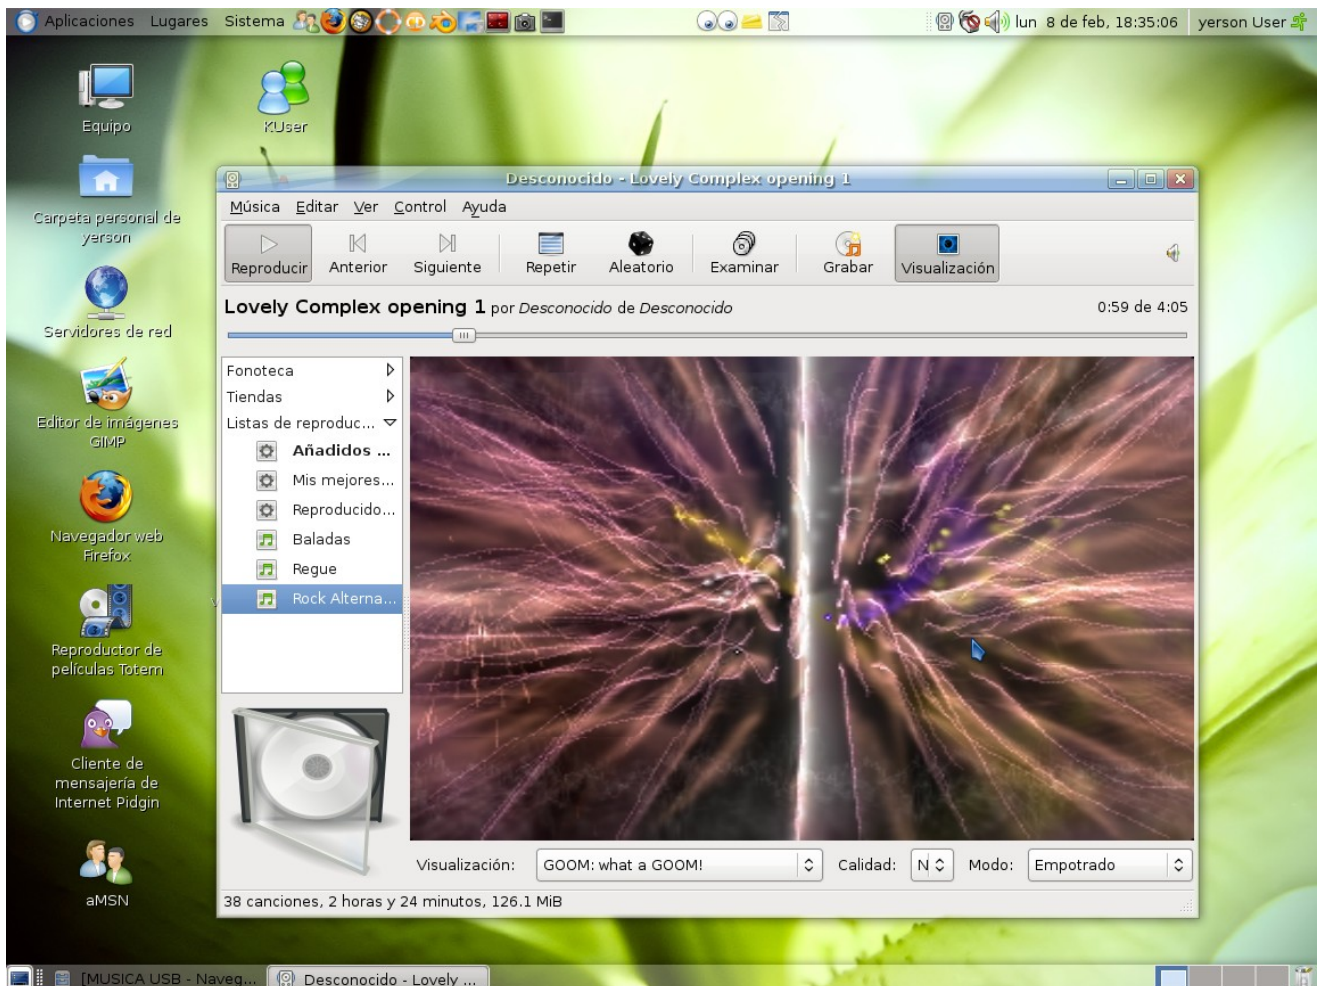 Aplicaciones Lugares Sistema
lun 8 de feb, 18:35:06
yerson User
Equipo
KUser
Carpeta personal de
yerson
Servidores de red
Editor de imágenes
GIMP
Navegador web
Firefox
Reproductor de
películas Totem
Cliente de
mensajería de
Internet Pidgin
aMSN
Desconocido - Lovely Complex opening 1
Música Editar Ver Control Ayuda
Reproducir Anterior Siguiente Repetir Aleatorio Examinar Grabar Visualización
Lovely Complex opening 1 por Desconocido de Desconocido
0:59 de 4:05
Fonoteca
Tiendas
Listas de reproduc...
Añadidos ...
Mis mejores...
Reproducido...
Baladas
Regue
Rock Alterna...
Visualización: GOOM: what a GOOM! Calidad: N Modo: Empotrado
38 canciones, 2 horas y 24 minutos, 126.1 MiB
[MUSICA USB - Naveg...
Desconocido - Lovely ...